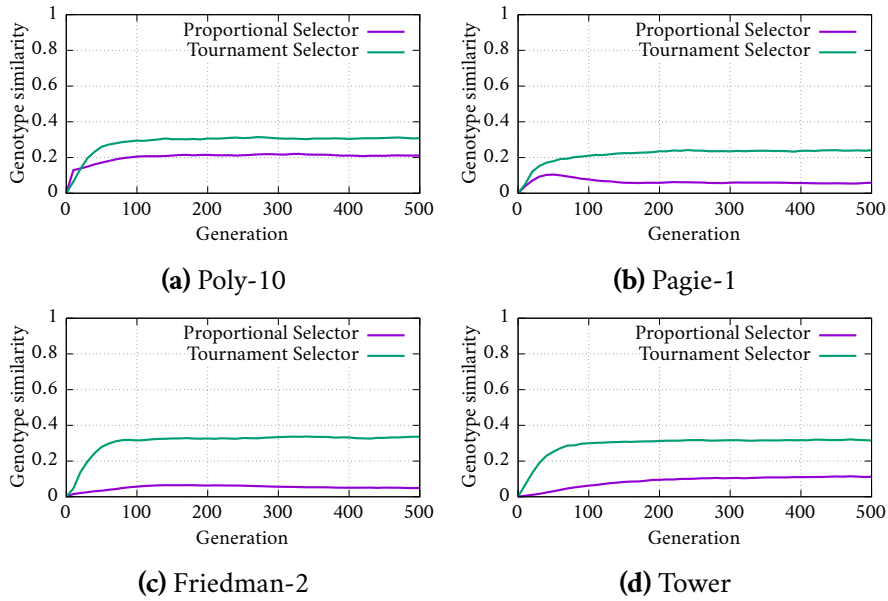 Genotype similarity
1
0.8
0.6
0.4
0.2
0
Proportional Selector
Tournament Selector
0 100 200 300 400 500
Generation
(a) Poly-10
Genotype similarity
1
0.8
0.6
0.4
0.2
0
Proportional Selector
Tournament Selector
0 100 200 300 400 500
Generation
(b) Pagie-1
Genotype similarity
1
0.8
0.6
0.4
0.2
0
Proportional Selector
Tournament Selector
0 100 200 300 400 500
Generation
(c) Friedman-2
Genotype similarity
1
0.8
0.6
0.4
0.2
0
Proportional Selector
Tournament Selector
0 100 200 300 400 500
Generation
(d) Tower